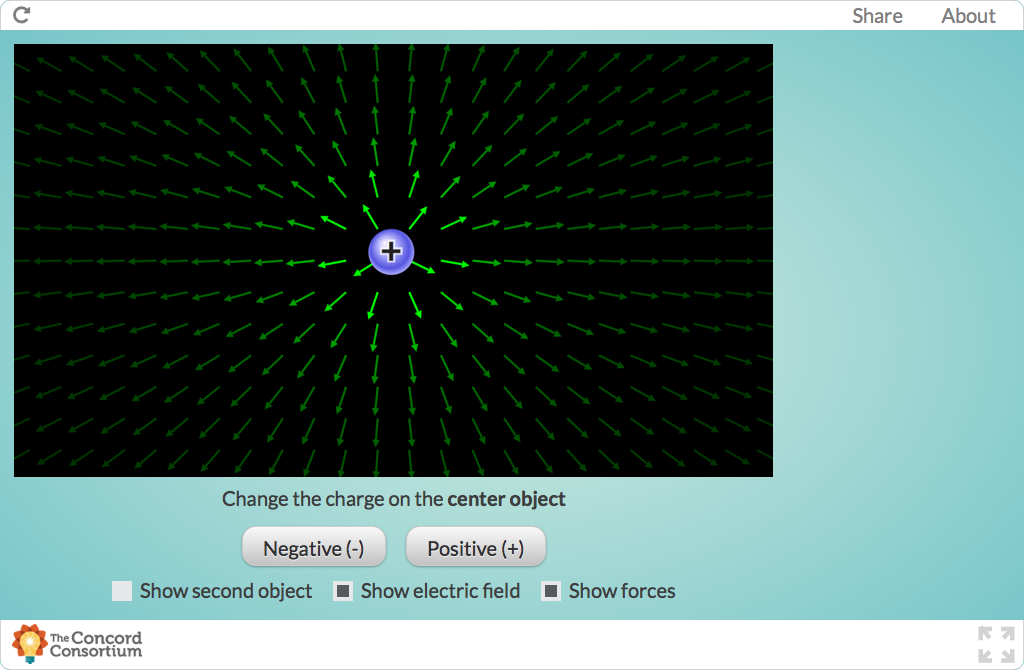 Share About
+
Change the charge on the center object
Negative (-) Positive (+)
Show second object Show electric field Show forces
The Concord
Consortium